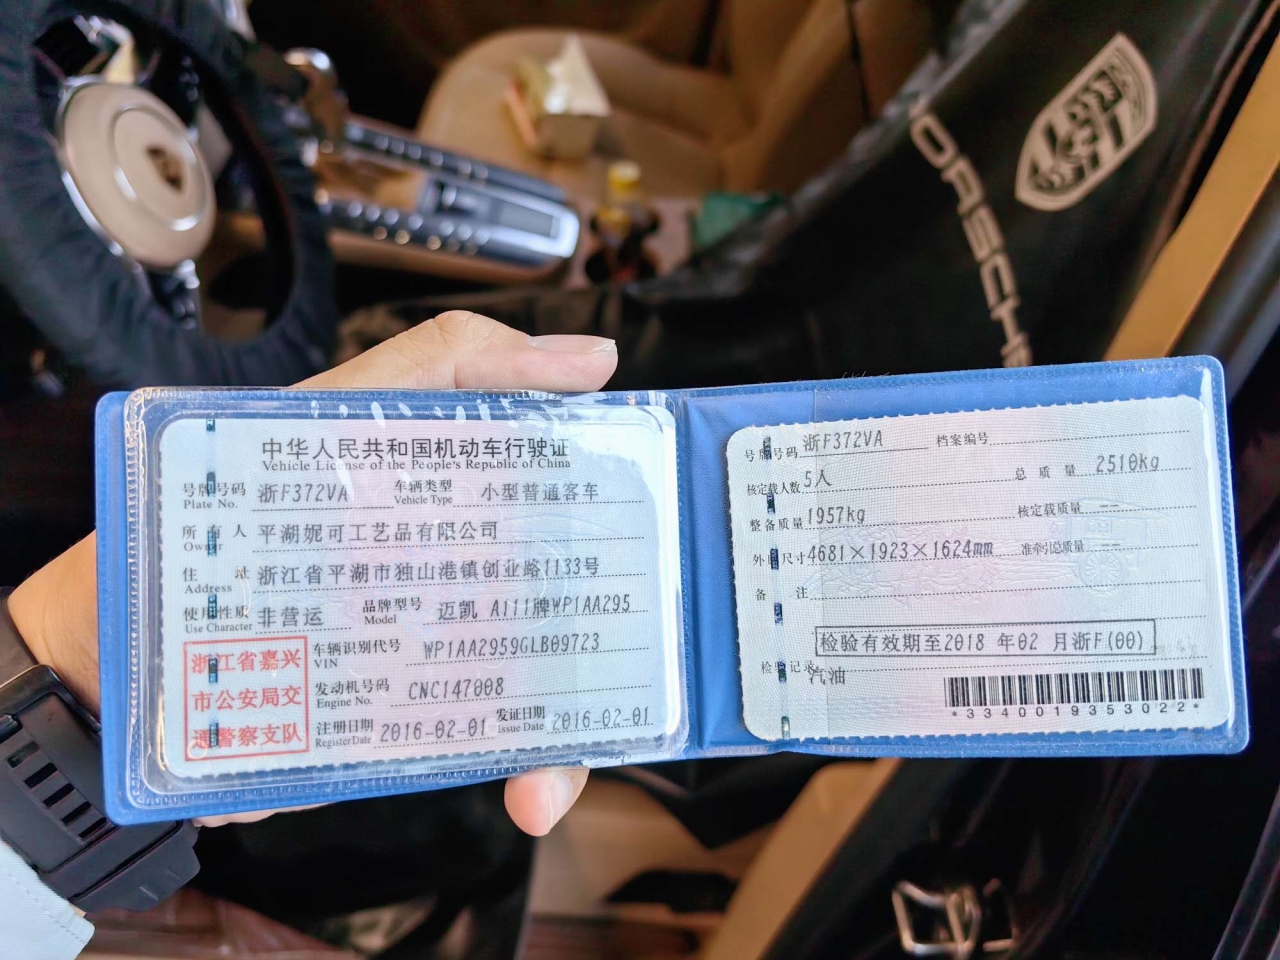 PORSCHE
中华人民共和国机动车行驶证
Vehicle License of the People's Republic of China
号牌号码 浙F372VA 车辆类型 小型普通客车
Plate No. Vehicle Type
所有人 平湖妮可工艺品有限公司
Owner
住址 浙江省平湖市独山港镇创业路1133号
Address
使用性质 非营运 品牌型号 迈凯 A111牌WP1AA295
Use Character Model
浙江省嘉兴
市公安局交
通警察支队
车辆识别代号 WP1AA2959GLB09723
VIN
发动机号码 CNC147008
Engine No.
注册日期 2016-02-01 发证日期 2016-02-01
Register Date Issue Date
号牌号码 浙F372VA 档案编号
核定载人数 5人 总质量 2510kg
整备质量 1957kg 核定载质量 --
外廓尺寸 4681×1923×1624mm 准牵引总质量 --
备注
检验有效期至2018 年02 月浙F(00)
检验记录
汽油
*3340019353022*